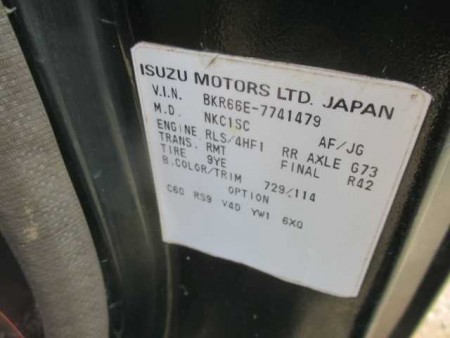 ISUZU MOTORS LTD. JAPAN
V.I.N. BKR66E-7741479
M.D. NKC1SC AF/JG
ENGINE RLS/4HF1 RR AXLE G73
TRANS. RMT FINAL R42
TIRE 9YE
B.COLOR/TRIM 729/114
OPTION
C60 RS9 V4D YW1 6XQ